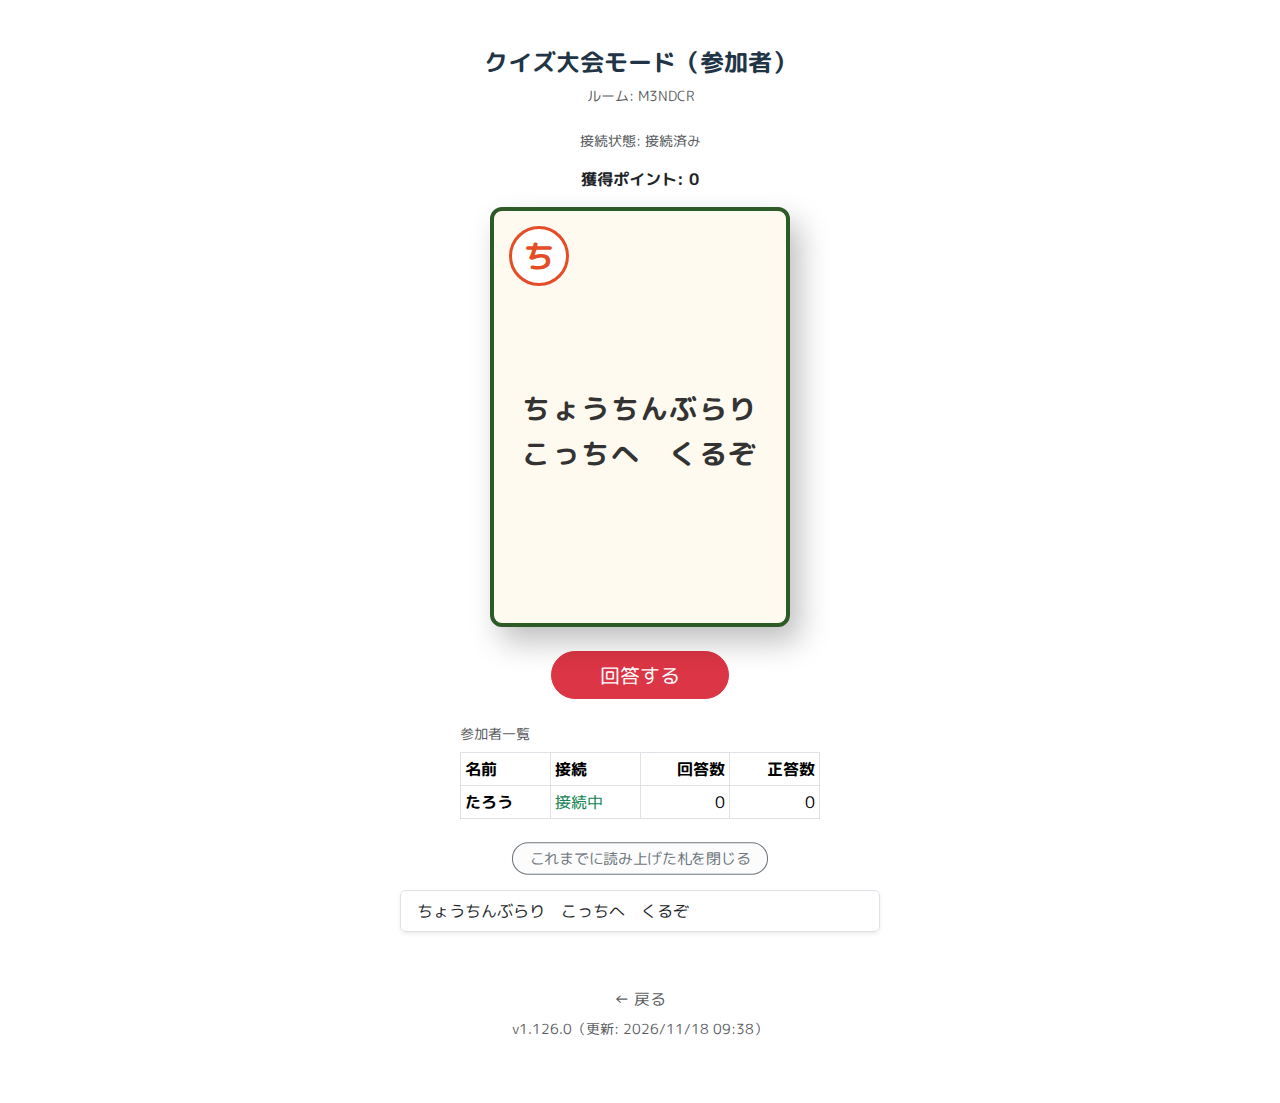 クイズ大会モード（参加者）
ルーム: M3NDCR
接続状態: 接続済み
獲得ポイント: 0
ち
ちょうちんぶらり
こっちへ　くるぞ
回答する
参加者一覧
名前 接続 回答数 正答数
たろう 接続中 0 0
これまでに読み上げた札を閉じる
ちょうちんぶらり　こっちへ　くるぞ
← 戻る
v1.126.0（更新: 2026/11/18 09:38）